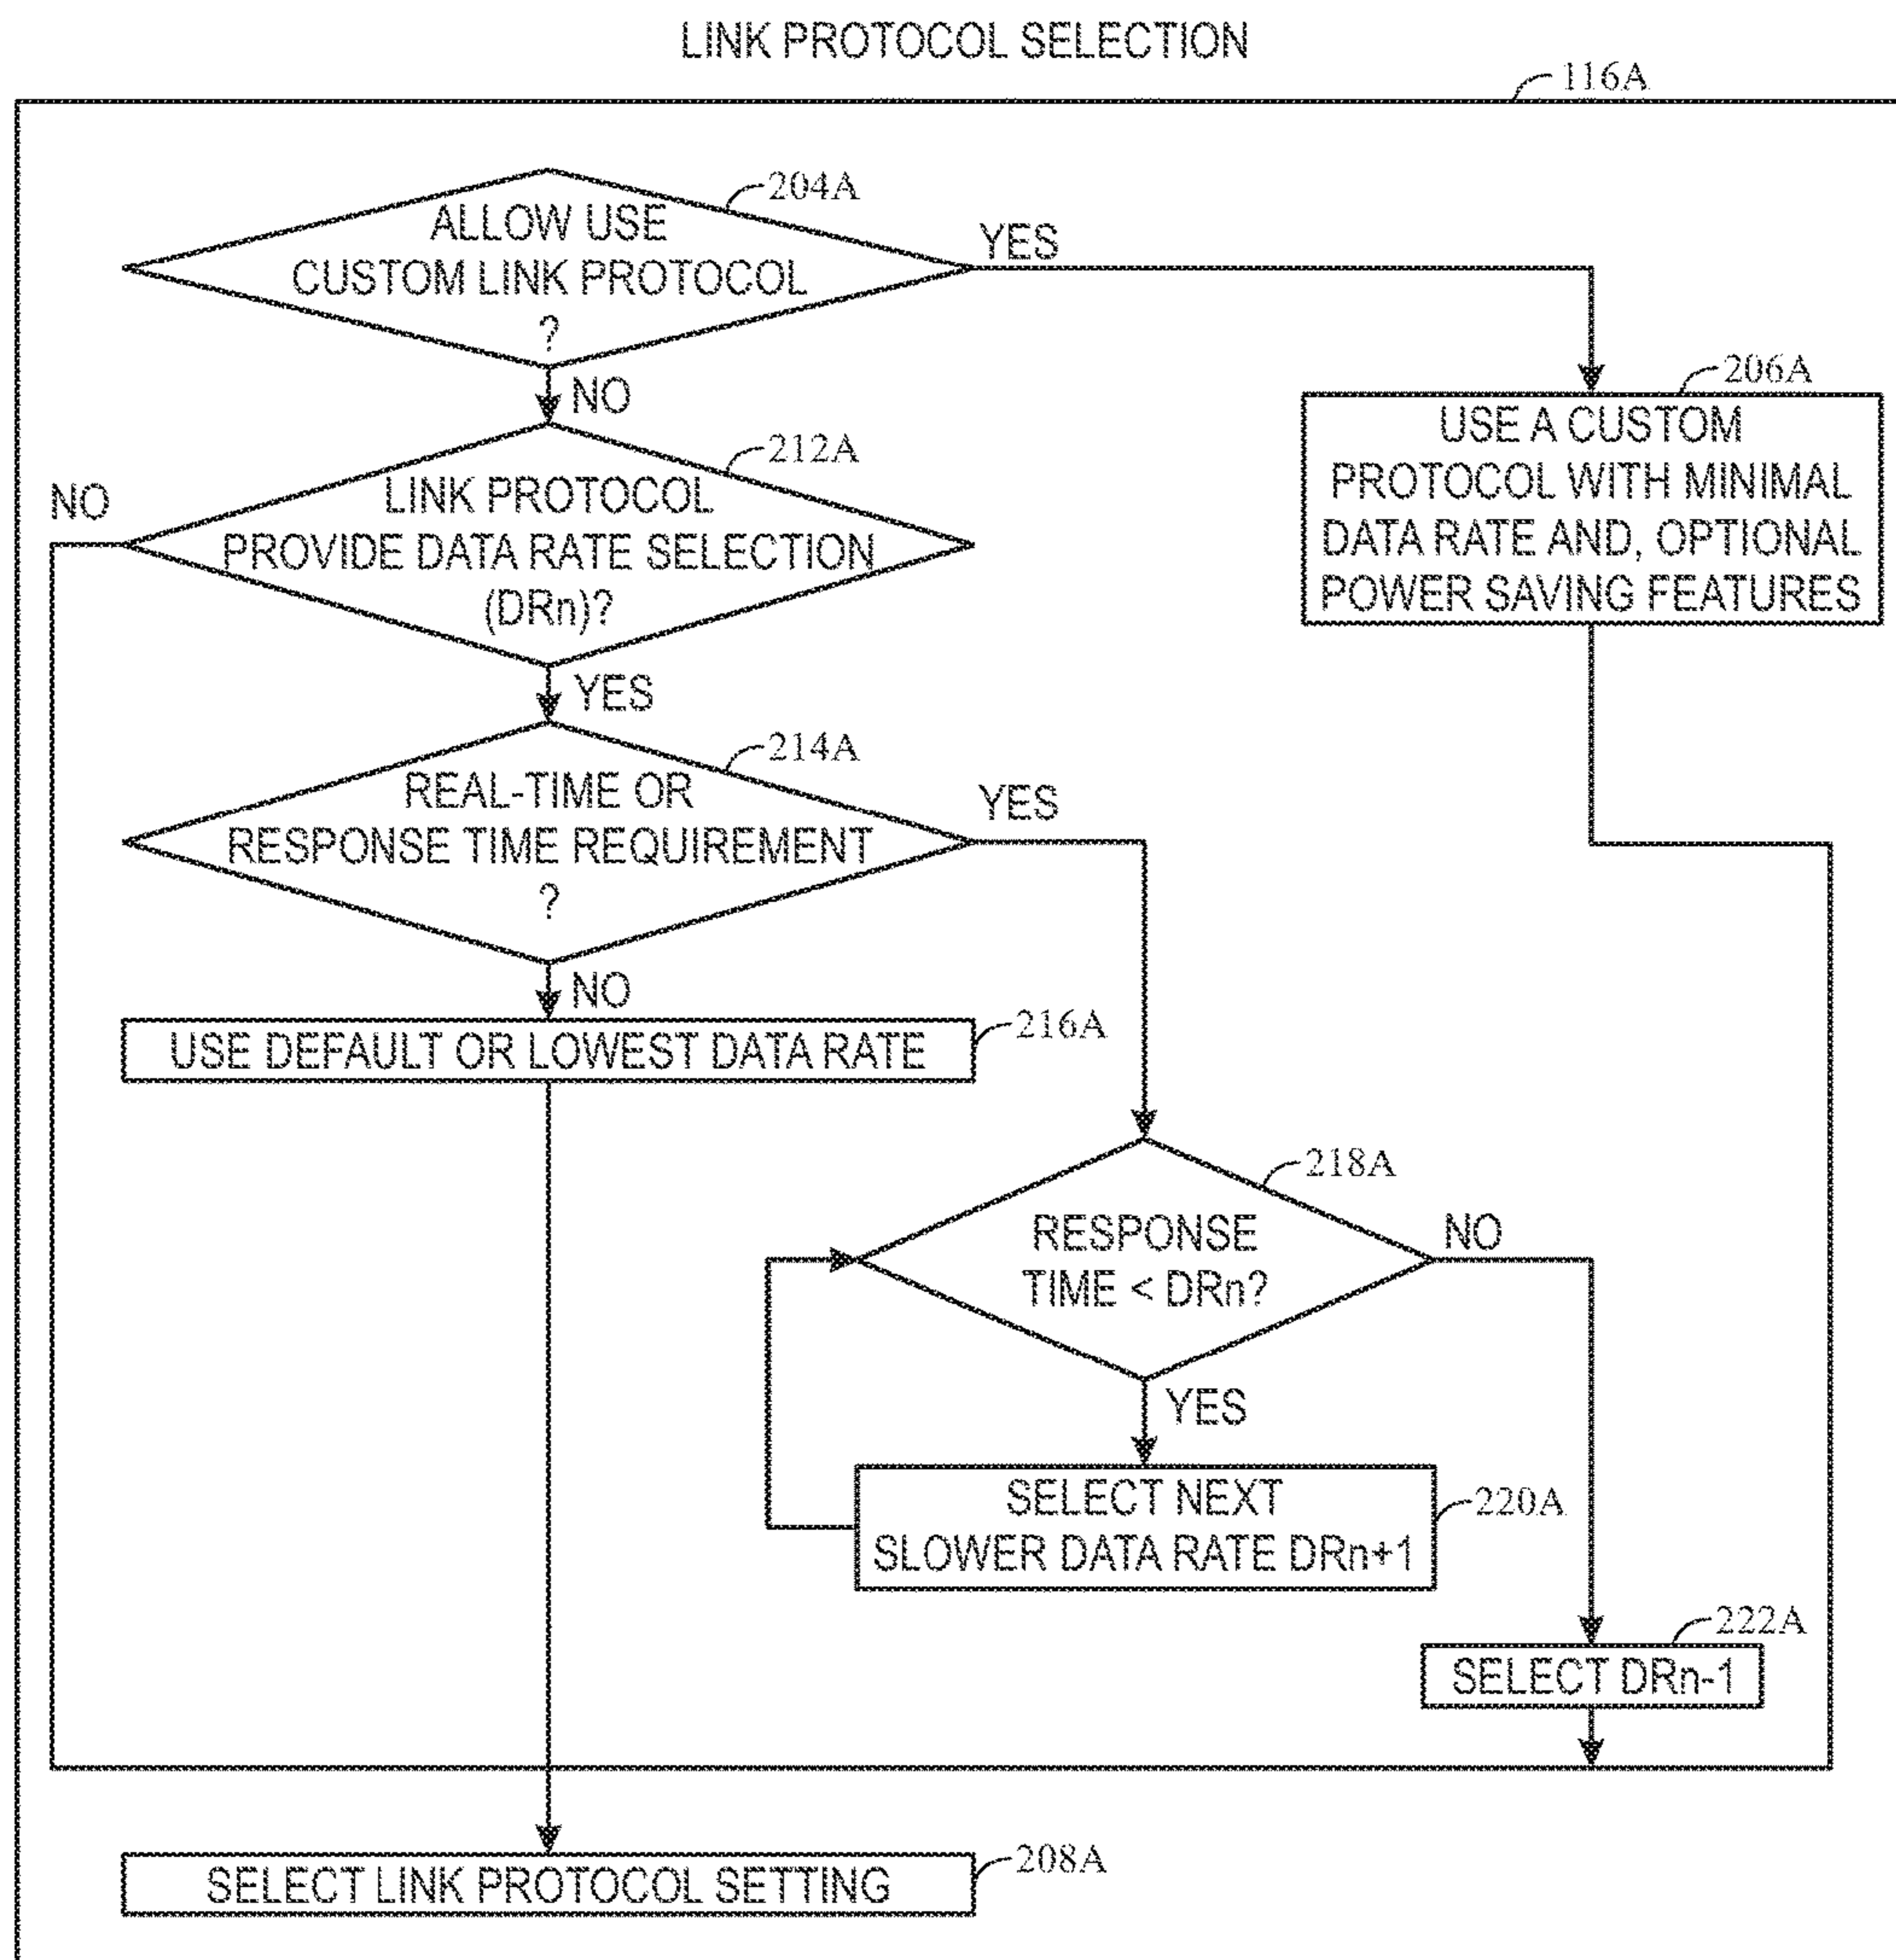 LINK PROTOCOL SELECTION
116A
204A
ALLOW USE
CUSTOM LINK PROTOCOL
?
YES
NO
206A
USE A CUSTOM
PROTOCOL WITH MINIMAL
DATA RATE AND, OPTIONAL
POWER SAVING FEATURES
212A
NO
LINK PROTOCOL
PROVIDE DATA RATE SELECTION
(DRn)?
YES
214A
REAL-TIME OR
RESPONSE TIME REQUIREMENT
?
YES
NO
USE DEFAULT OR LOWEST DATA RATE
216A
218A
RESPONSE
TIME < DRn?
NO
YES
SELECT NEXT
SLOWER DATA RATE DRn+1
220A
222A
SELECT DRn-1
SELECT LINK PROTOCOL SETTING
208A